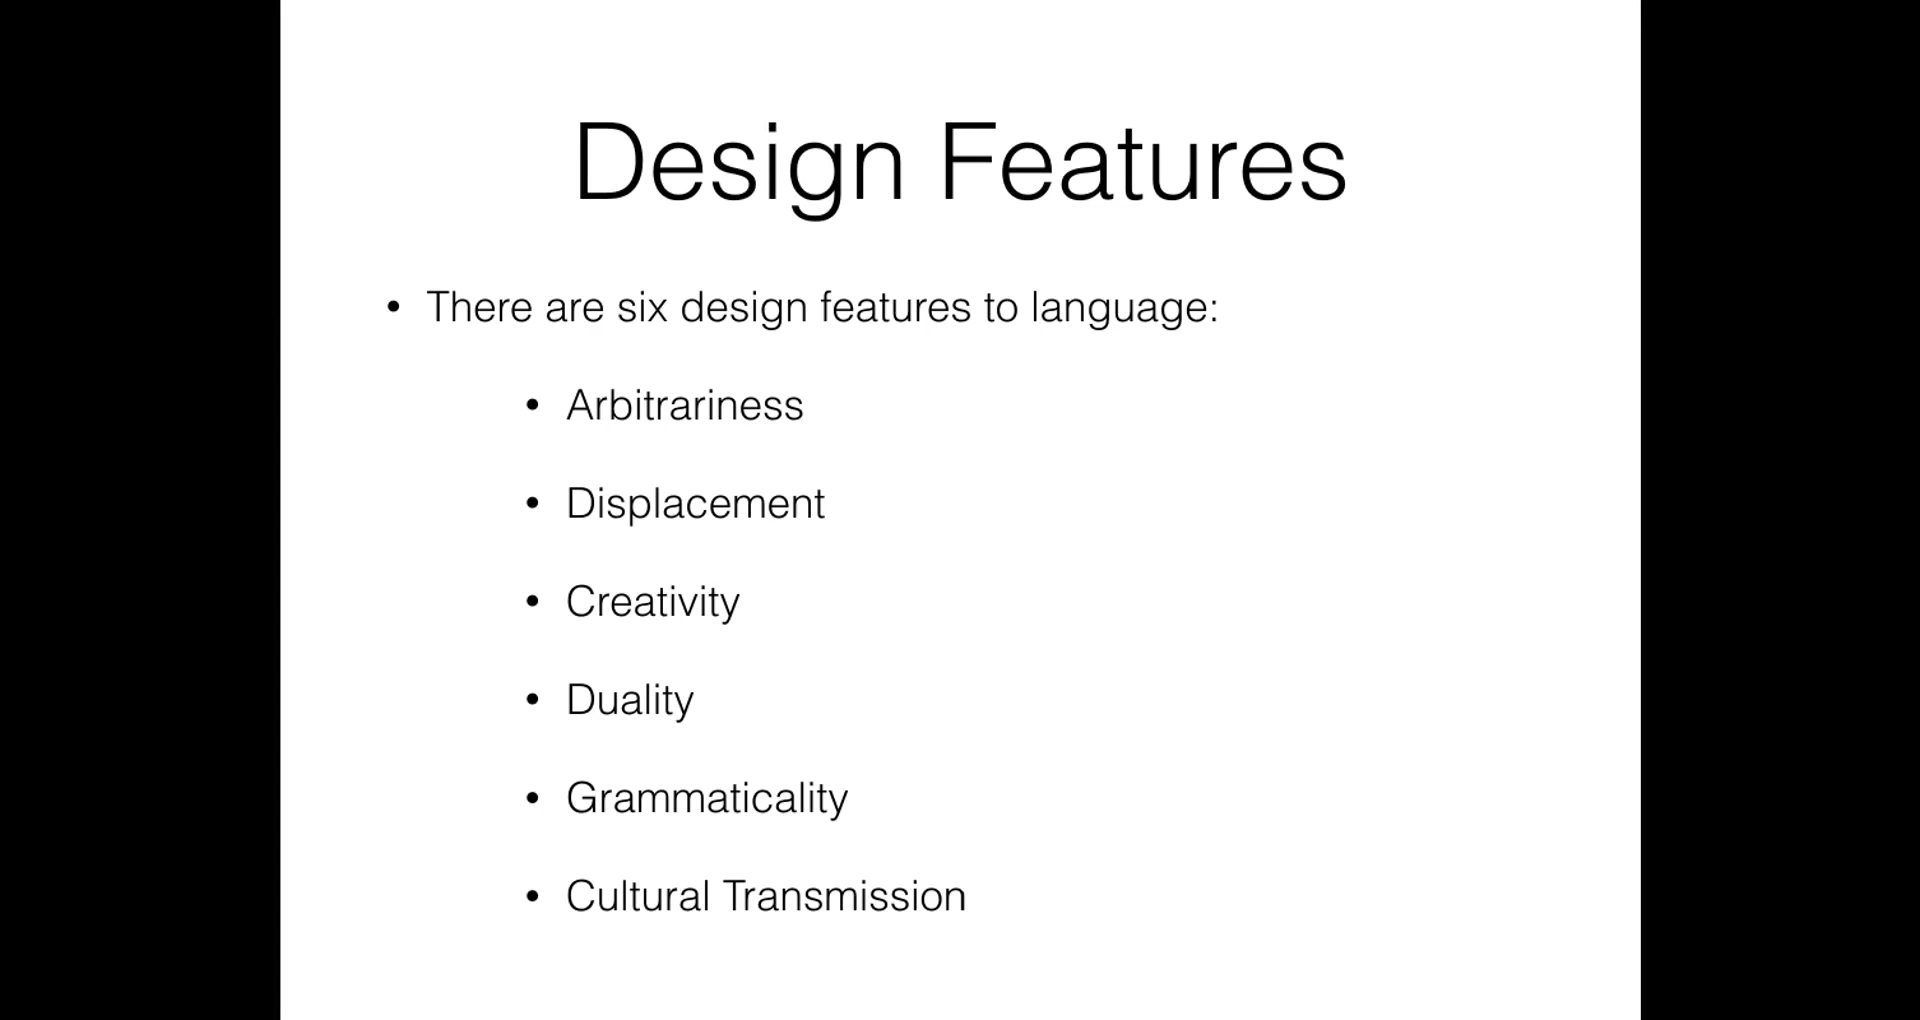 Design Features
• There are six design features to language:
• Arbitrariness
• Displacement
• Creativity
• Duality
• Grammaticality
• Cultural Transmission